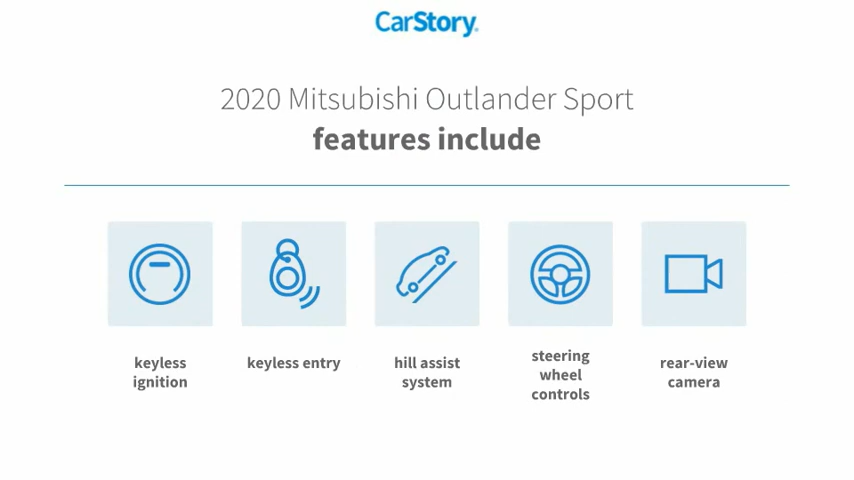 CarStory.
2020 Mitsubishi Outlander Sport
features include
keyless
ignition
keyless entry
hill assist
system
steering
wheel
controls
rear-view
camera